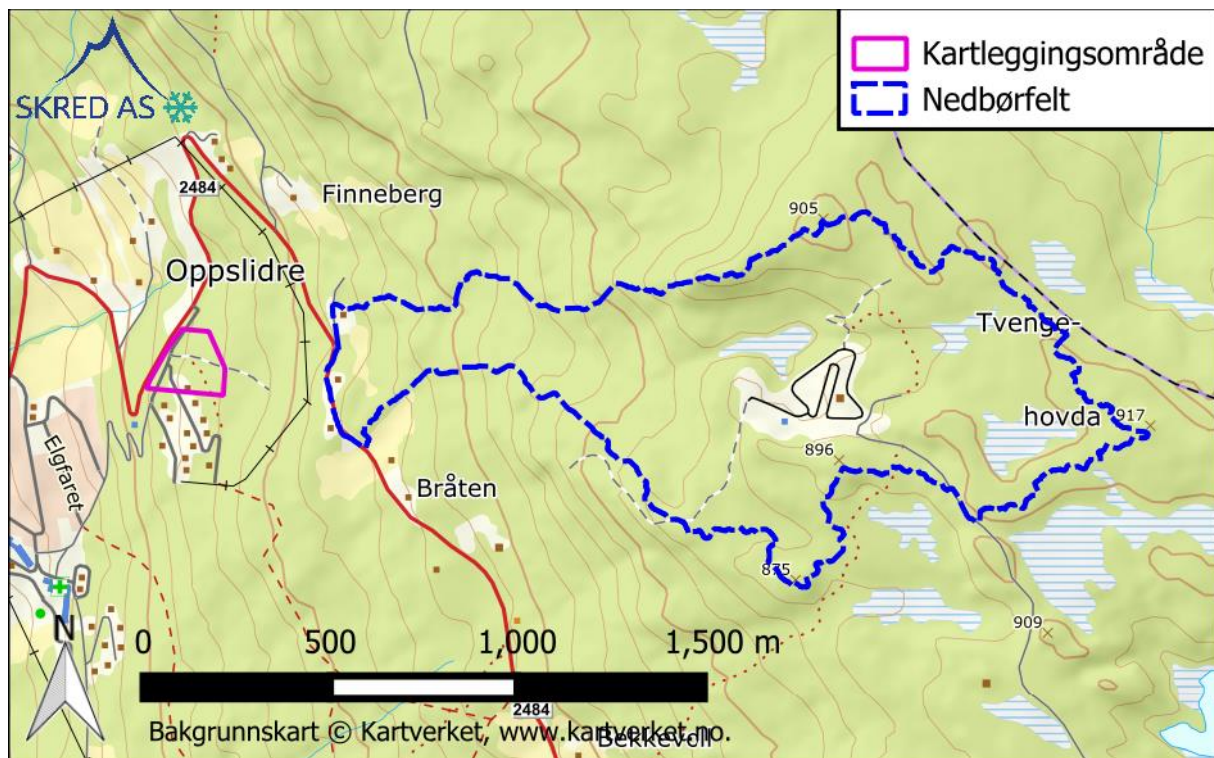 SKRED AS
Kartleggingsområde
Nedbørfelt
2484
Finneberg
905
Oppslidre
Tvenge-
hovda
917
896
Elgfaret
Bråten
875
909
N
0 500 1,000 1,500 m
2484
Bakgrunnskart © Kartverket, www.kartverket.no.
Bekkevoll